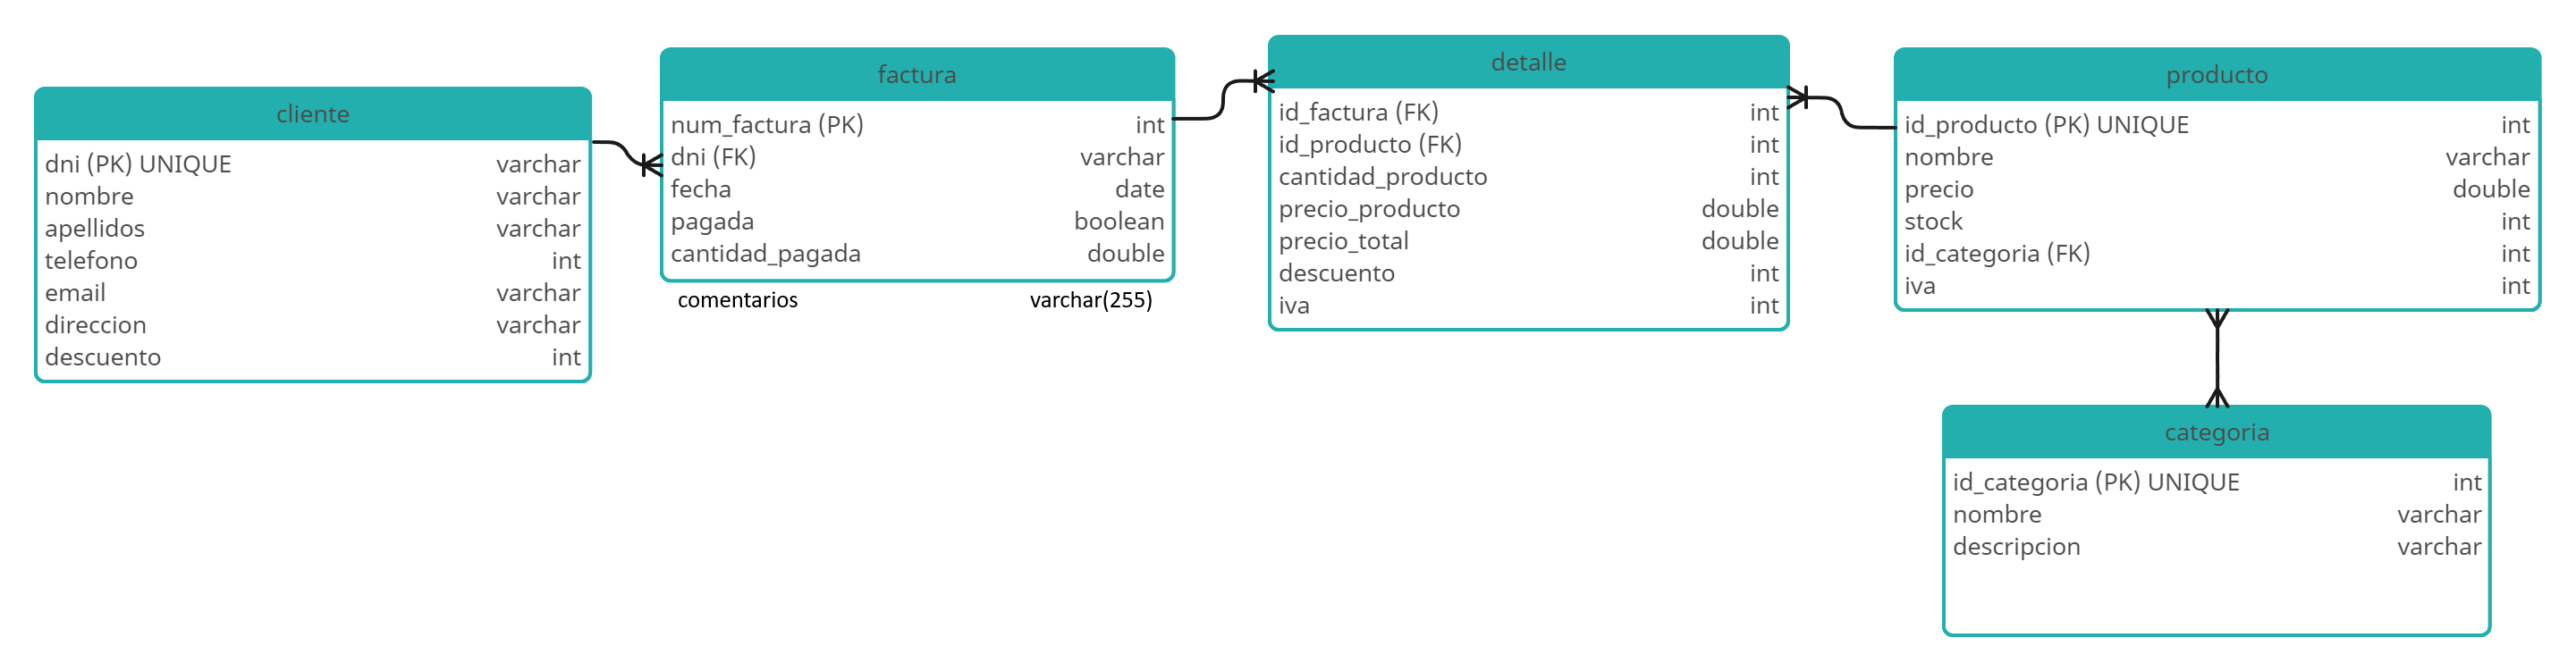 cliente
dni (PK) UNIQUE varchar
nombre varchar
apellidos varchar
telefono int
email varchar
direccion varchar
descuento int
factura
num_factura (PK) int
dni (FK) varchar
fecha date
pagada boolean
cantidad_pagada double
comentarios varchar(255)
detalle
id_factura (FK) int
id_producto (FK) int
cantidad_producto int
precio_producto double
precio_total double
descuento int
iva int
producto
id_producto (PK) UNIQUE int
nombre varchar
precio double
stock int
id_categoria (FK) int
iva int
categoria
id_categoria (PK) UNIQUE int
nombre varchar
descripcion varchar